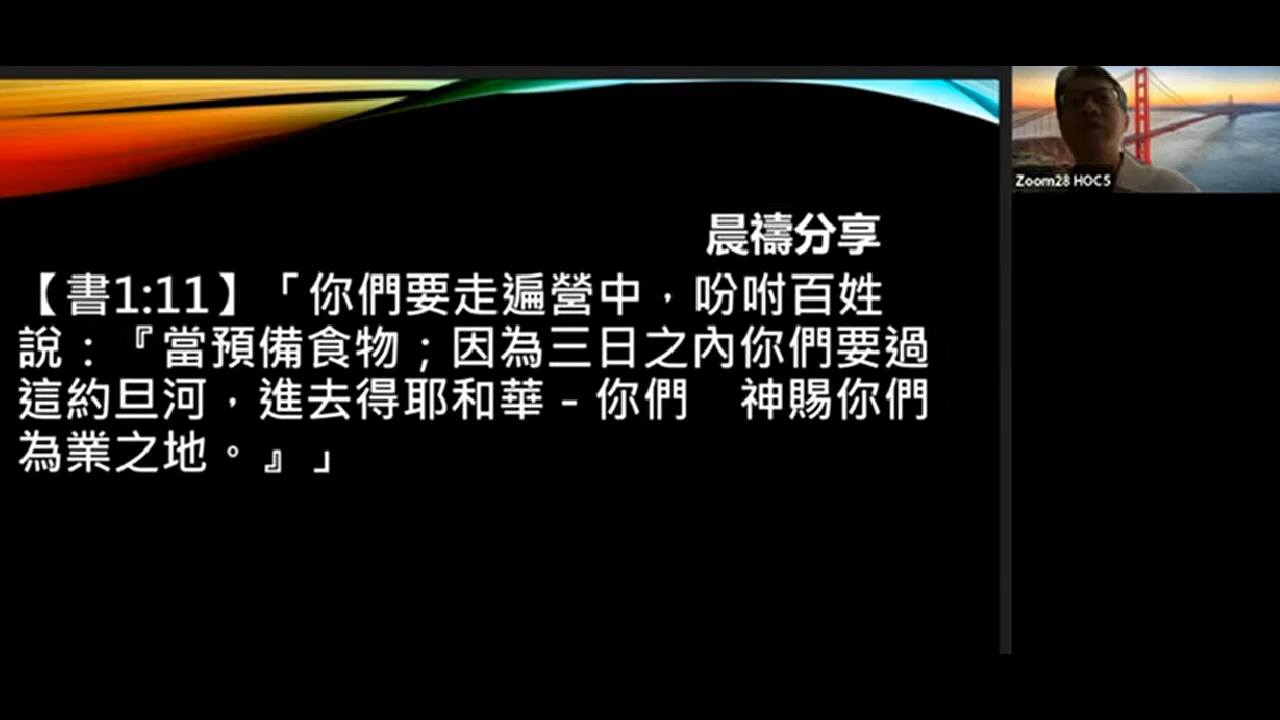 晨禱分享
【書1:11】「你們要走遍營中，吩咐百姓
說：『當預備食物；因為三日之內你們要過
這約旦河，進去得耶和華－你們　神賜你們
為業之地。』」
Zoom28 HOC5